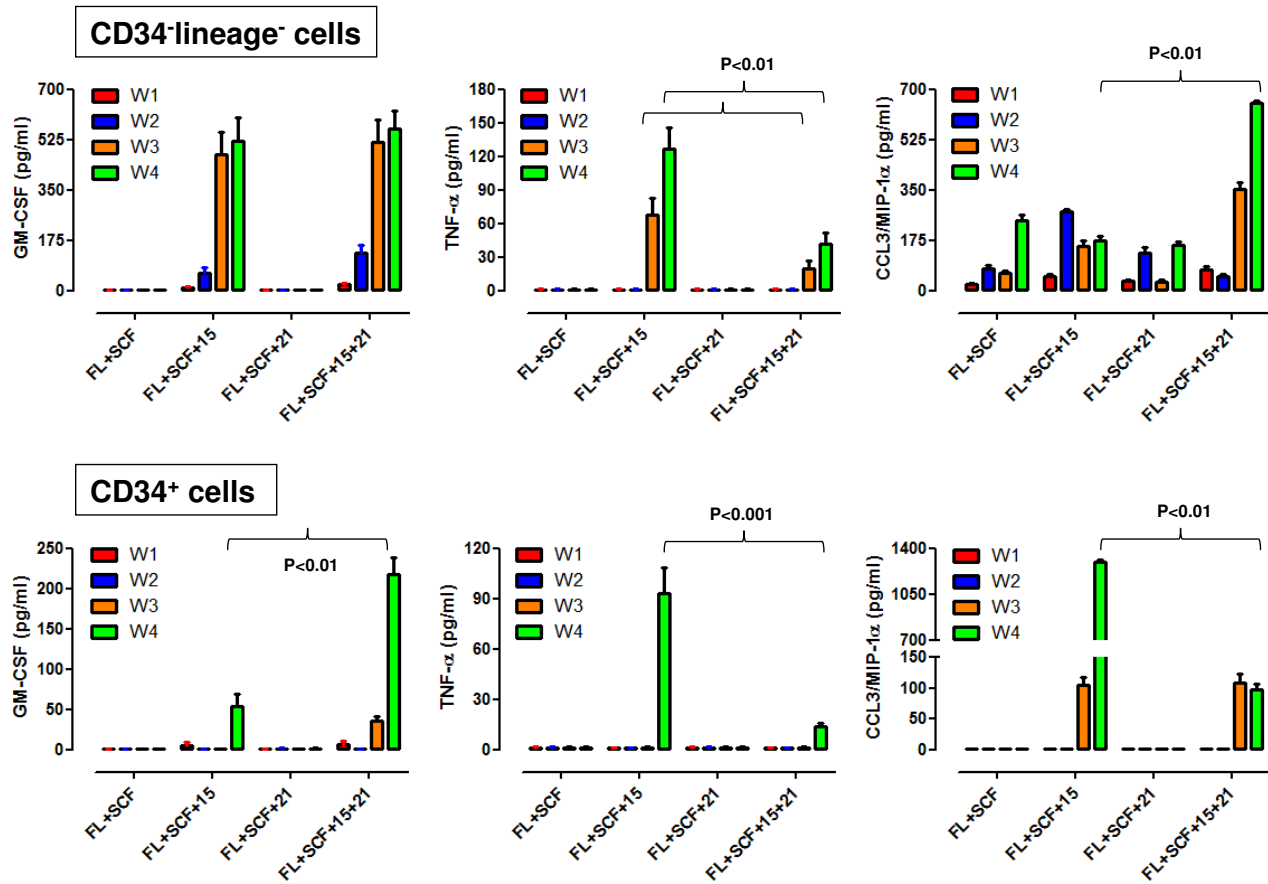 CD34-lineage- cells
GM-CSF (pg/ml)
700
525
350
175
0
W1
W2
W3
W4
FL+SCF
FL+SCF+15
FL+SCF+21
FL+SCF+15+21
TNF-α (pg/ml)
180
150
120
90
60
30
0
W1
W2
W3
W4
P<0.01
FL+SCF
FL+SCF+15
FL+SCF+21
FL+SCF+15+21
CCL3/MIP-1α (pg/ml)
700
525
350
175
0
W1
W2
W3
W4
P<0.01
FL+SCF
FL+SCF+15
FL+SCF+21
FL+SCF+15+21
CD34+ cells
GM-CSF (pg/ml)
250
200
150
100
50
0
W1
W2
W3
W4
P<0.01
FL+SCF
FL+SCF+15
FL+SCF+21
FL+SCF+15+21
TNF-α (pg/ml)
120
90
60
30
0
W1
W2
W3
W4
P<0.001
FL+SCF
FL+SCF+15
FL+SCF+21
FL+SCF+15+21
CCL3/MIP-1α (pg/ml)
1400
1050
700
150
100
50
0
W1
W2
W3
W4
P<0.01
FL+SCF
FL+SCF+15
FL+SCF+21
FL+SCF+15+21